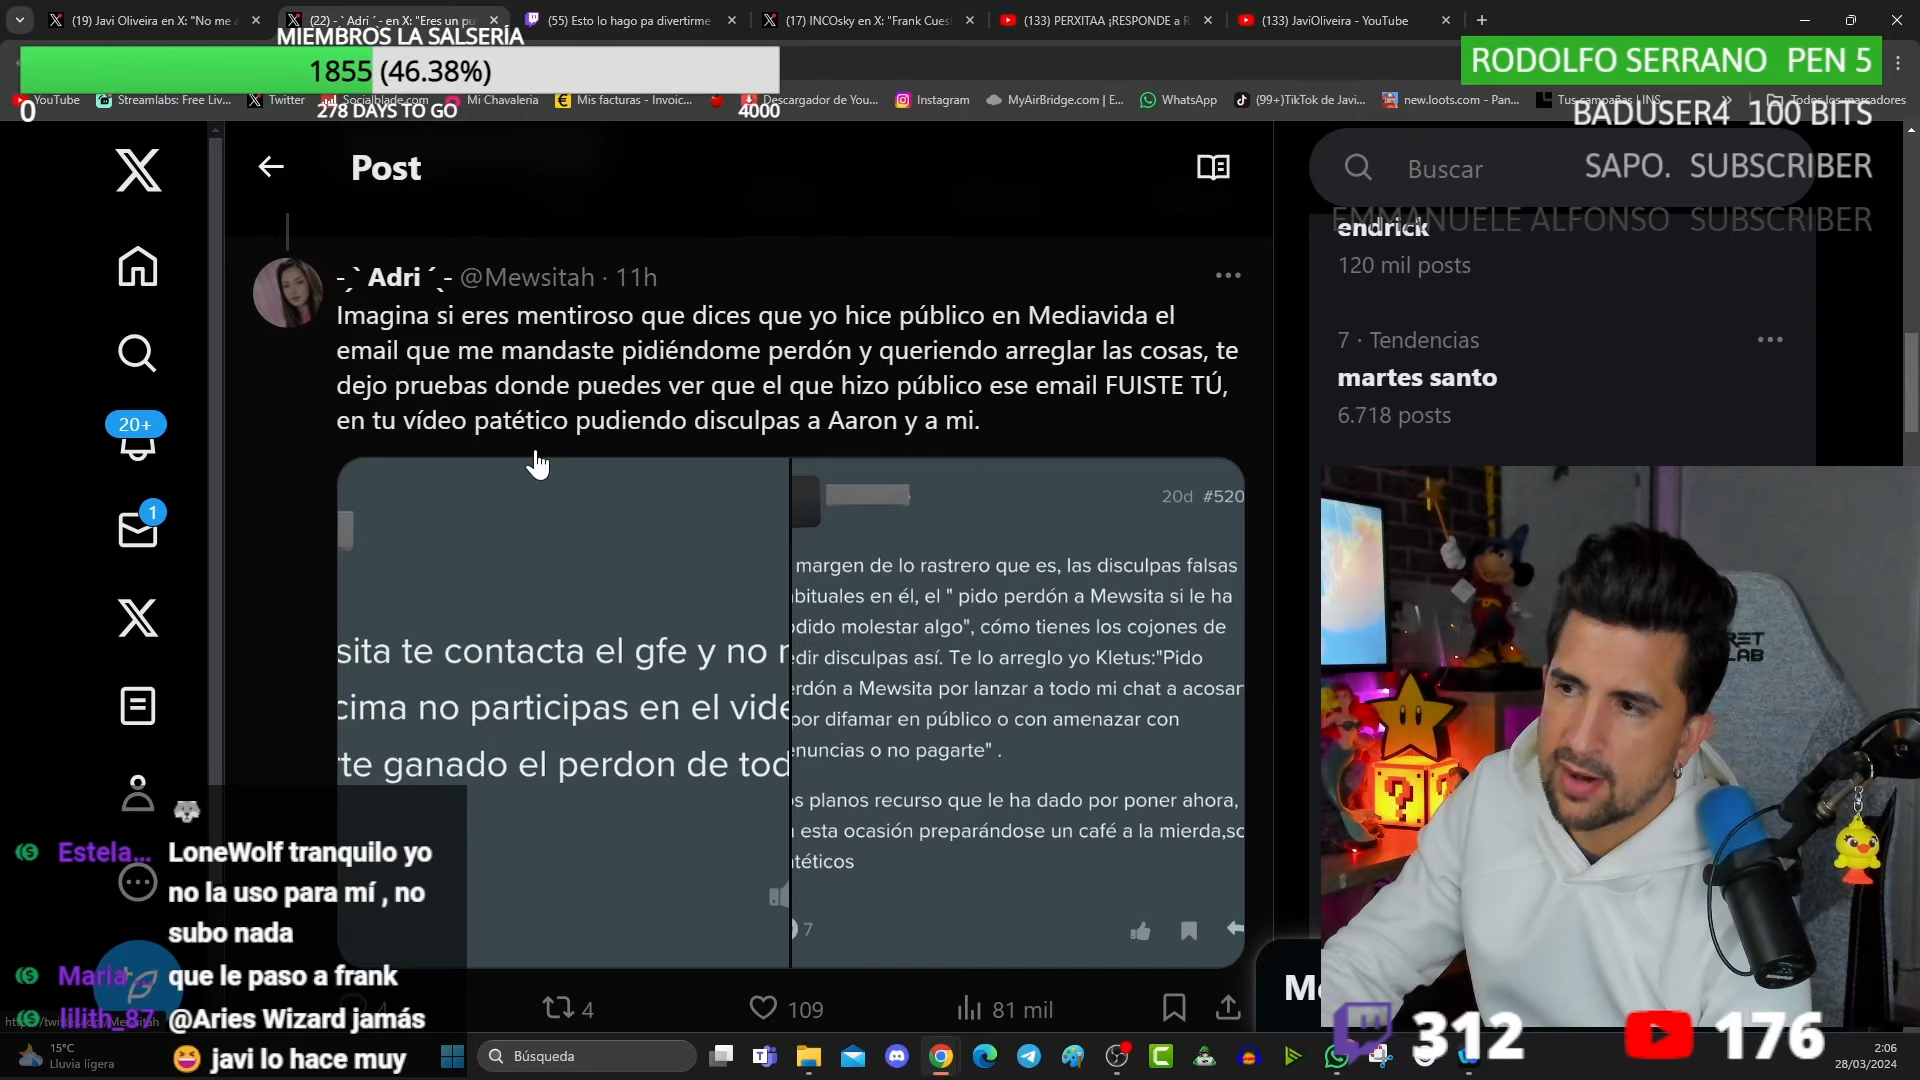 (19) Javi Oliveira en X: "No me a
(22) -ˏ` Adri ˊˎ- en X: "Eres un pu
(55) Esto lo hago pa divertirme
(17) INCOsky en X: "Frank Cues
(133) PERXITAA ¡RESPONDE a R
(133) JaviOliveira - YouTube
MIEMBROS LA SALSERÍA
1855 (46.38%)
0
278 DAYS TO GO
4000
RODOLFO SERRANO PEN 5
BADUSER4 100 BITS
SAPO. SUBSCRIBER
EMMANUELE ALFONSO SUBSCRIBER
YouTube
Streamlabs: Free Liv...
Twitter
Socialblade.com
Mi Chavaleria
Mis facturas - Invoic...
Descargador de You...
Instagram
MyAirBridge.com | E...
WhatsApp
(99+)TikTok de Javi...
new.loots.com - Pan...
Tus campañas | INS
Todos los marcadores
Post
Buscar
endrick
120 mil posts
7 · Tendencias
martes santo
6.718 posts
-ˏ` Adri ˊˎ- @Mewsitah · 11h
Imagina si eres mentiroso que dices que yo hice público en Mediavida el
email que me mandaste pidiéndome perdón y queriendo arreglar las cosas, te
dejo pruebas donde puedes ver que el que hizo público ese email FUISTE TÚ,
en tu vídeo patético pudiendo disculpas a Aaron y a mi.
sita te contacta el gfe y no
cima no participas en el vide
te ganado el perdon de tod
20d #520
margen de lo rastrero que es, las disculpas falsas
bituales en él, el " pido perdón a Mewsita si le ha
odido molestar algo", cómo tienes los cojones de
edir disculpas así. Te lo arreglo yo Kletus:"Pido
erdón a Mewsita por lanzar a todo mi chat a acosar
por difamar en público o con amenazar con
enuncias o no pagarte" .
s planos recurso que le ha dado por poner ahora,
esta ocasión preparándose un café a la mierda,so
téticos
7
4
4
109
81 mil
20+
1
Estela... LoneWolf tranquilo yo
no la uso para mí , no
subo nada
Maria... que le paso a frank
lilith_87 @Aries Wizard jamás
javi lo hace muy
312
176
15°C
Lluvia ligera
Búsqueda
2:06
28/03/2024